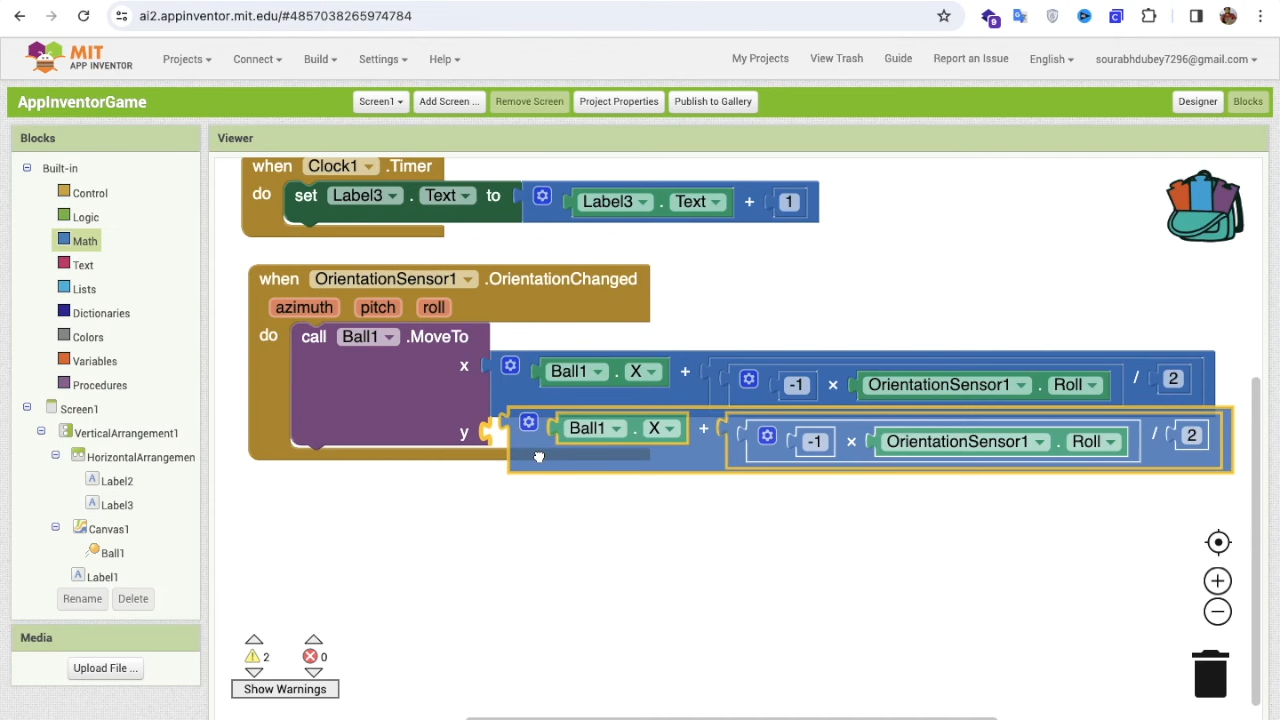 ai2.appinventor.mit.edu/#4857038265974784
9
MIT
APP INVENTOR
Projects
Connect
Build
Settings
Help
My Projects
View Trash
Guide
Report an Issue
English
sourabhdubey7296@gmail.com
AppInventorGame
Screen1
Add Screen ...
Remove Screen
Project Properties
Publish to Gallery
Designer
Blocks
Blocks
Viewer
Built-in
Control
Logic
Math
Text
Lists
Dictionaries
Colors
Variables
Procedures
Screen1
VerticalArrangement1
HorizontalArrangemen
Label2
Label3
Canvas1
Ball1
Label1
Rename Delete
Media
Upload File ...
when Clock1 .Timer
do set Label3 . Text to Label3 . Text + 1
when OrientationSensor1 .OrientationChanged
azimuth pitch roll
do call Ball1 .MoveTo
x Ball1 . X + -1 × OrientationSensor1 . Roll / 2
y Ball1 . X + -1 × OrientationSensor1 . Roll / 2
2 0
Show Warnings